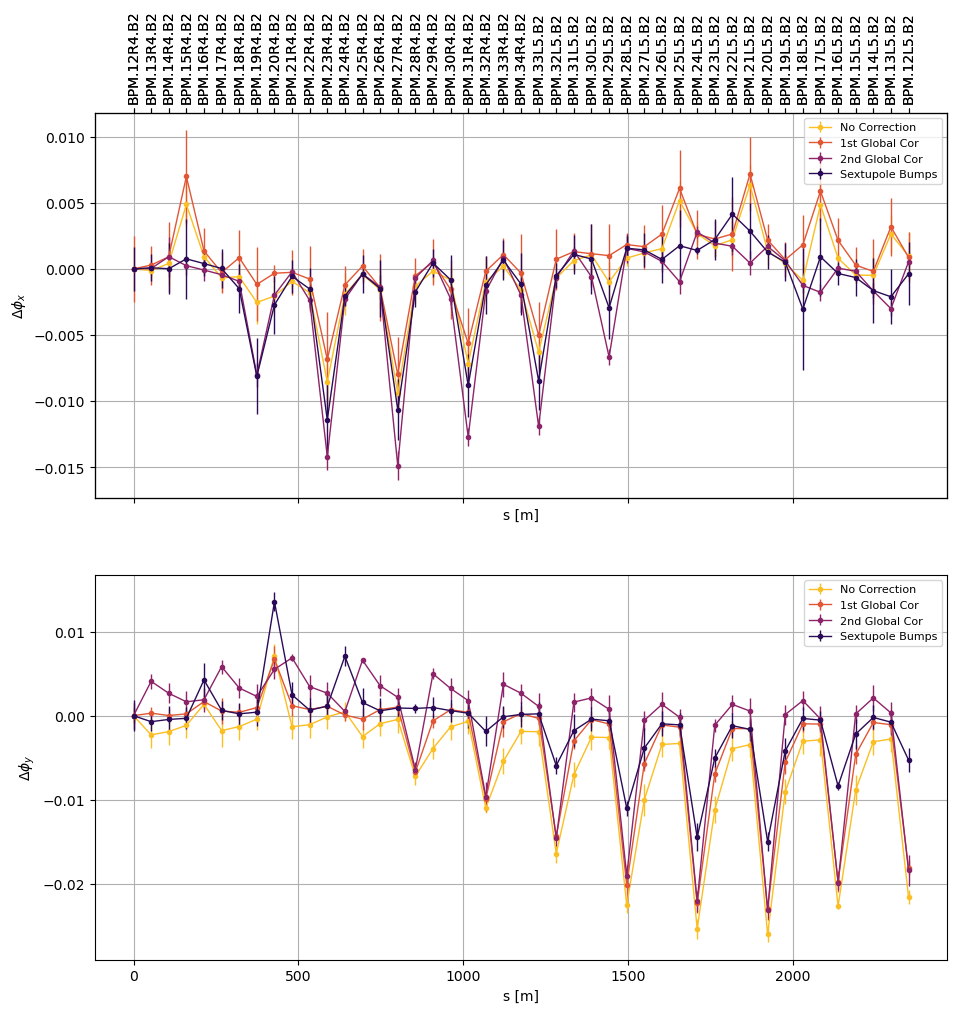 BPM.12R4.B2
BPM.13R4.B2
BPM.14R4.B2
BPM.15R4.B2
BPM.16R4.B2
BPM.17R4.B2
BPM.18R4.B2
BPM.19R4.B2
BPM.20R4.B2
BPM.21R4.B2
BPM.22R4.B2
BPM.23R4.B2
BPM.24R4.B2
BPM.25R4.B2
BPM.26R4.B2
BPM.27R4.B2
BPM.28R4.B2
BPM.29R4.B2
BPM.30R4.B2
BPM.31R4.B2
BPM.32R4.B2
BPM.33R4.B2
BPM.34R4.B2
BPM.33L5.B2
BPM.32L5.B2
BPM.31L5.B2
BPM.30L5.B2
BPM.29L5.B2
BPM.28L5.B2
BPM.27L5.B2
BPM.26L5.B2
BPM.25L5.B2
BPM.24L5.B2
BPM.23L5.B2
BPM.22L5.B2
BPM.21L5.B2
BPM.20L5.B2
BPM.19L5.B2
BPM.18L5.B2
BPM.17L5.B2
BPM.16L5.B2
BPM.15L5.B2
BPM.14L5.B2
BPM.13L5.B2
BPM.12L5.B2
0.010
0.005
0.000
−0.005
−0.010
−0.015
Δϕx
No Correction
1st Global Cor
2nd Global Cor
Sextupole Bumps
s [m]
0.01
0.00
−0.01
−0.02
Δϕy
No Correction
1st Global Cor
2nd Global Cor
Sextupole Bumps
0
500
1000
1500
2000
s [m]